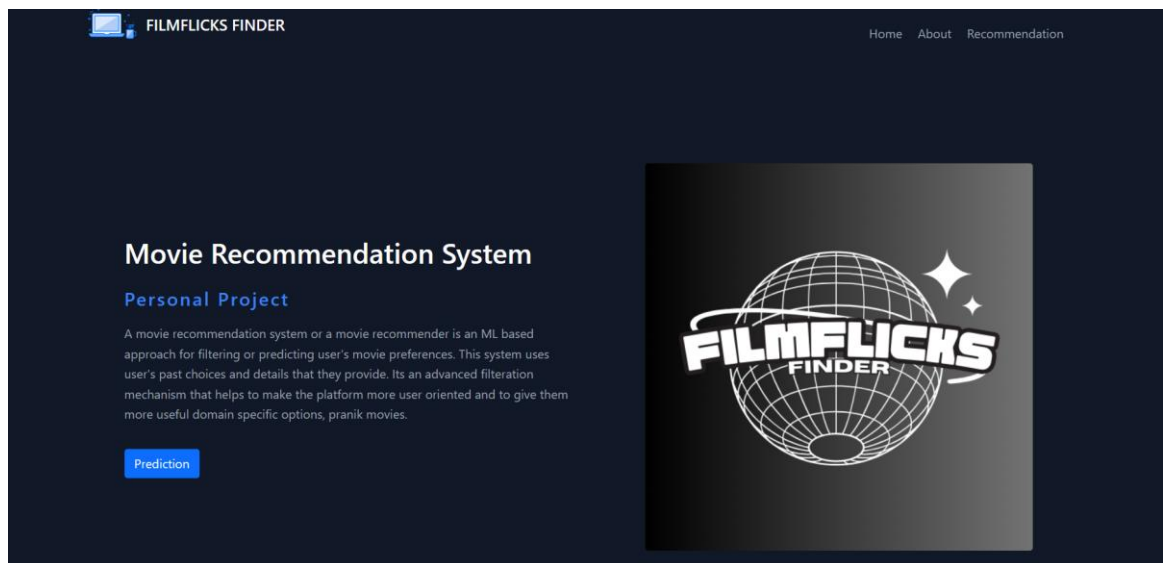 FILMFLICKS FINDER
Home About Recommendation
Movie Recommendation System
Personal Project
A movie recommendation system or a movie recommender is an ML based
approach for filtering or predicting user's movie preferences. This system uses
user's past choices and details that they provide. Its an advanced filteration
mechanism that helps to make the platform more user oriented and to give them
more useful domain specific options, pranik movies.
Prediction
FILMFLICKS
FINDER